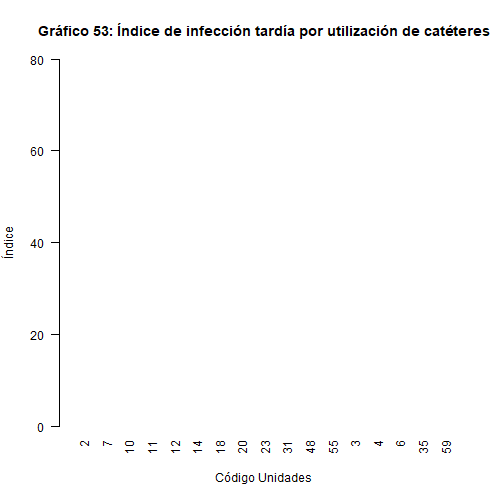 Gráfico 53: Índice de infección tardía por utilización de catéteres
80
60
40
20
0
Índice
2 7 10 11 12 14 18 20 23 31 48 55 3 4 6 35 59
Código Unidades